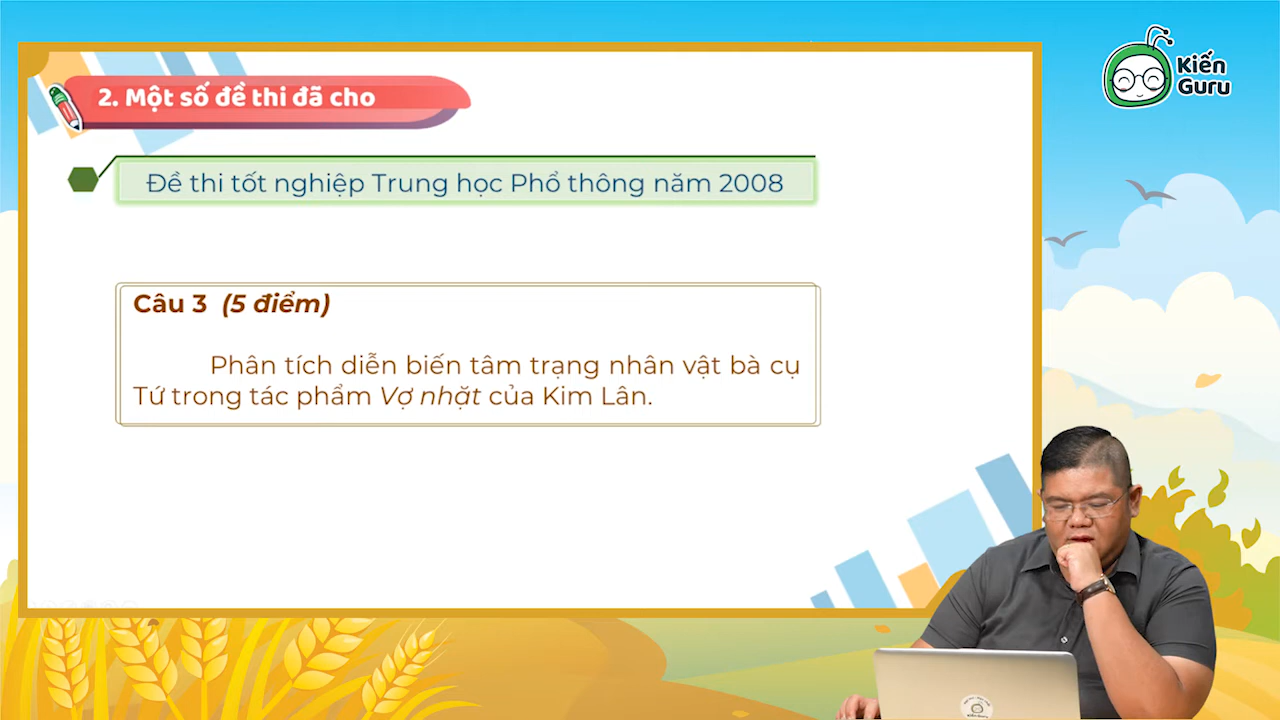 2. Một số đề thi đã cho
Kiến
Guru
Đề thi tốt nghiệp Trung học Phổ thông năm 2008
Câu 3 (5 điểm)
Phân tích diễn biến tâm trạng nhân vật bà cụ
Tứ trong tác phẩm Vợ nhặt của Kim Lân.